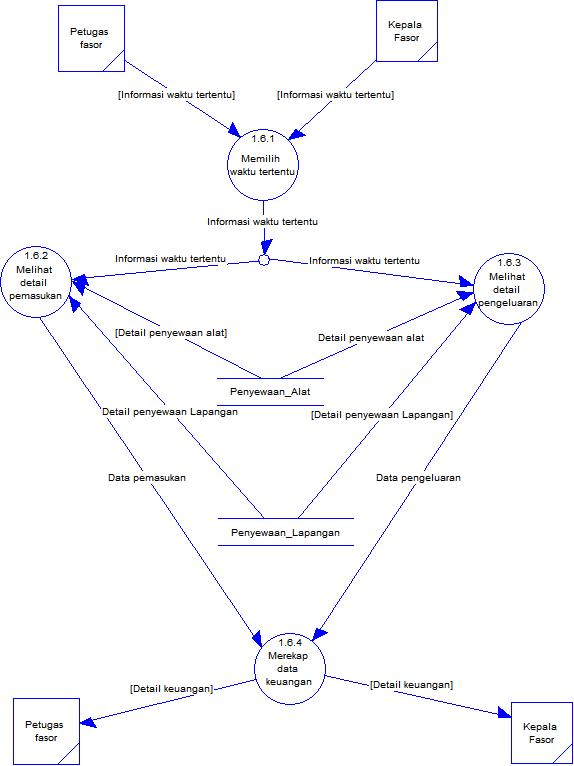 Petugas
fasor
Kepala
Fasor
[Informasi waktu tertentu]
[Informasi waktu tertentu]
1.6.1
Memilih
waktu tertentu
Informasi waktu tertentu
Informasi waktu tertentu
Informasi waktu tertentu
1.6.2
Melihat
detail
pemasukan
1.6.3
Melihat
detail
pengeluaran
[Detail penyewaan alat]
Detail penyewaan alat
Penyewaan_Alat
Detail penyewaan Lapangan
[Detail penyewaan Lapangan]
Data pemasukan
Data pengeluaran
Penyewaan_Lapangan
1.6.4
Merekap
data
keuangan
[Detail keuangan]
[Detail keuangan]
Petugas
fasor
Kepala
Fasor